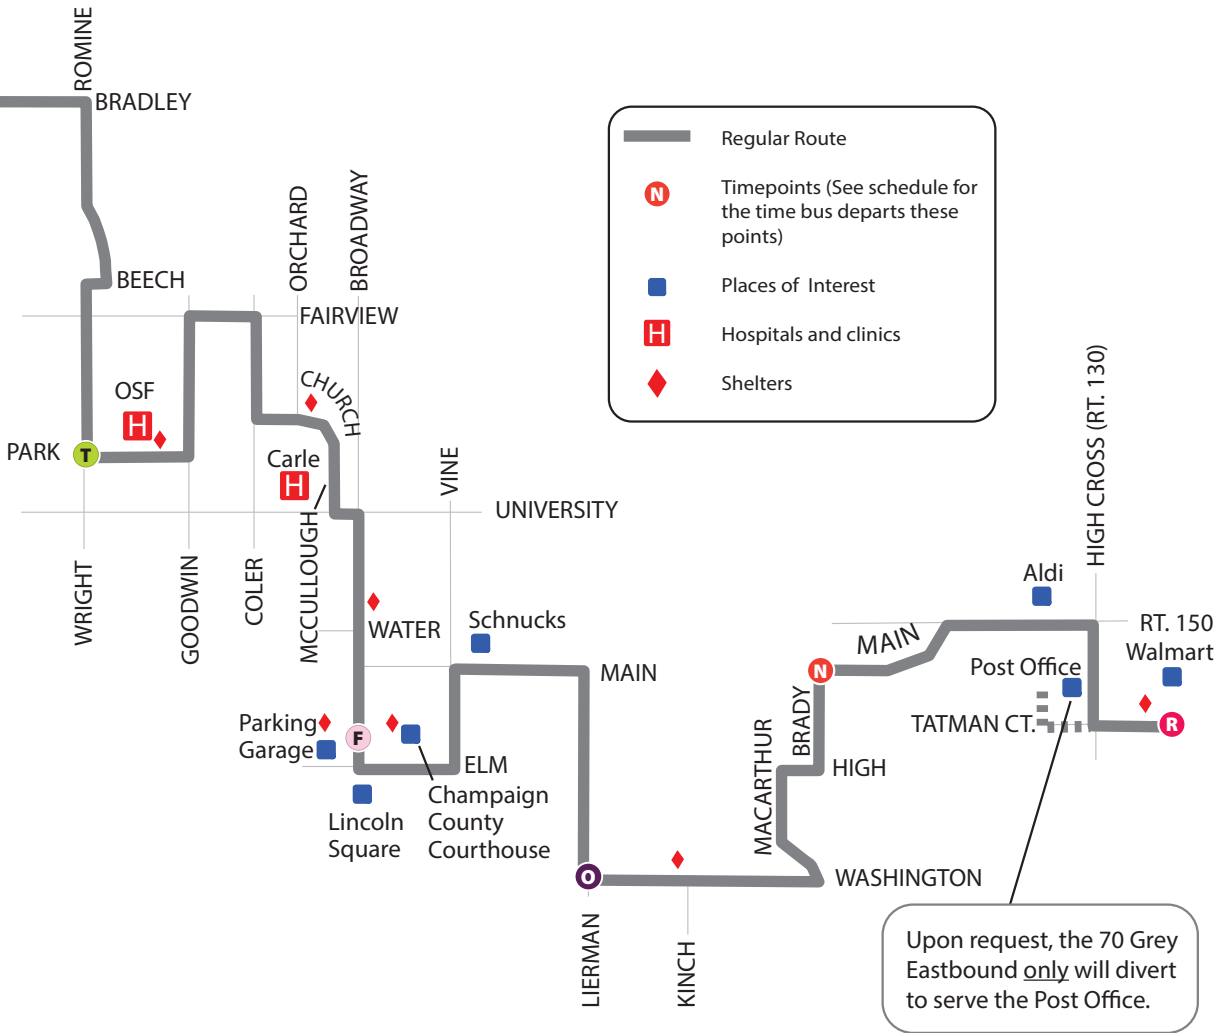 ROMINE
BRADLEY
BEECH
ORCHARD
BROADWAY
FAIRVIEW
OSF
H
CHURCH
PARK
T
Carle
H
VINE
UNIVERSITY
WRIGHT
GOODWIN
COLER
MCCULLOUGH
WATER
Schnucks
MAIN
Parking
Garage
F
ELM
Champaign
County
Courthouse
Lincoln
Square
O
LIERMAN
KINCH
WASHINGTON
MACARTHUR
HIGH
BRADY
N
MAIN
Aldi
HIGH CROSS (RT. 130)
RT. 150
Walmart
Post Office
TATMAN CT.
R
Regular Route
N
Timepoints (See schedule for
the time bus departs these
points)
Places of Interest
H
Hospitals and clinics
Shelters
Upon request, the 70 Grey
Eastbound only will divert
to serve the Post Office.